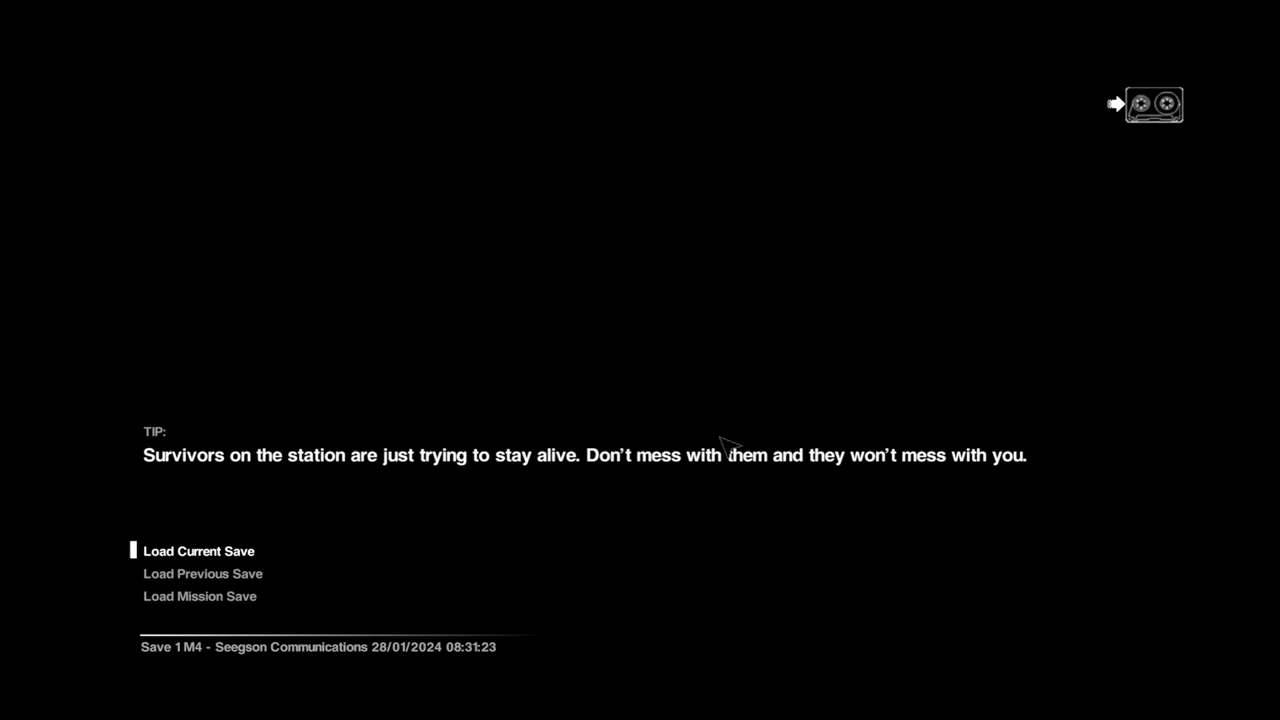 TIP:
Survivors on the station are just trying to stay alive. Don’t mess with them and they won’t mess with you.
Load Current Save
Load Previous Save
Load Mission Save
Save 1 M4 - Seegson Communications 28/01/2024 08:31:23